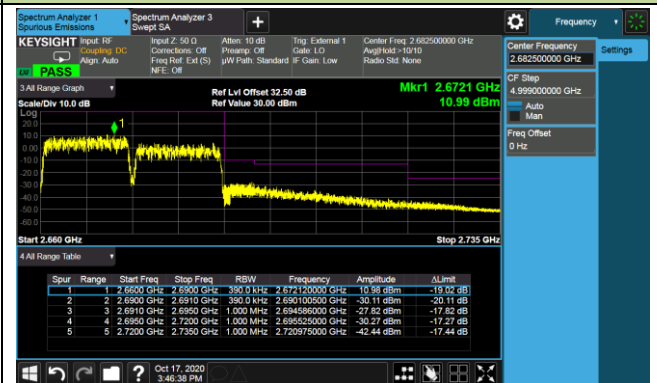 Spectrum Analyzer 1
Spurious Emissions
Spectrum Analyzer 3
Swept SA
+
Frequency
KEYSIGHT
Input: RF
Coupling: DC
Align: Auto
Input Z: 50 Ω
Corrections: Off
Freq Ref: Ext (S)
NFE: Off
Atten: 10 dB
Preamp: Off
µW Path: Standard
Trig: External 1
Gate: LO
IF Gain: Low
Center Freq: 2.682500000 GHz
Avg|Hold:>10/10
Radio Std: None
LV PASS
Center Frequency
2.682500000 GHz
Settings
CF Step
4.999000000 GHz
Auto
Man
Freq Offset
0 Hz
3 All Range Graph
Scale/Div 10.0 dB
Ref Lvl Offset 32.50 dB
Ref Value 30.00 dBm
Mkr1 2.6721 GHz
10.99 dBm
Log
20.0
10.0
0.00
-10.0
-20.0
-30.0
-40.0
-50.0
-60.0
1
Start 2.660 GHz
Stop 2.735 GHz
4 All Range Table
Spur Range Start Freq Stop Freq RBW Frequency Amplitude ΔLimit
1 1 2.6600 GHz 2.6900 GHz 390.0 kHz 2.672120000 GHz 10.98 dBm -19.02 dB
2 2 2.6900 GHz 2.6910 GHz 390.0 kHz 2.690100500 GHz -30.11 dBm -20.11 dB
3 3 2.6910 GHz 2.6950 GHz 1.000 MHz 2.694586000 GHz -27.82 dBm -17.82 dB
4 4 2.6950 GHz 2.7200 GHz 1.000 MHz 2.695525000 GHz -30.27 dBm -17.27 dB
5 5 2.7200 GHz 2.7350 GHz 1.000 MHz 2.720975000 GHz -42.44 dBm -17.44 dB
?
Oct 17, 2020
3:46:38 PM